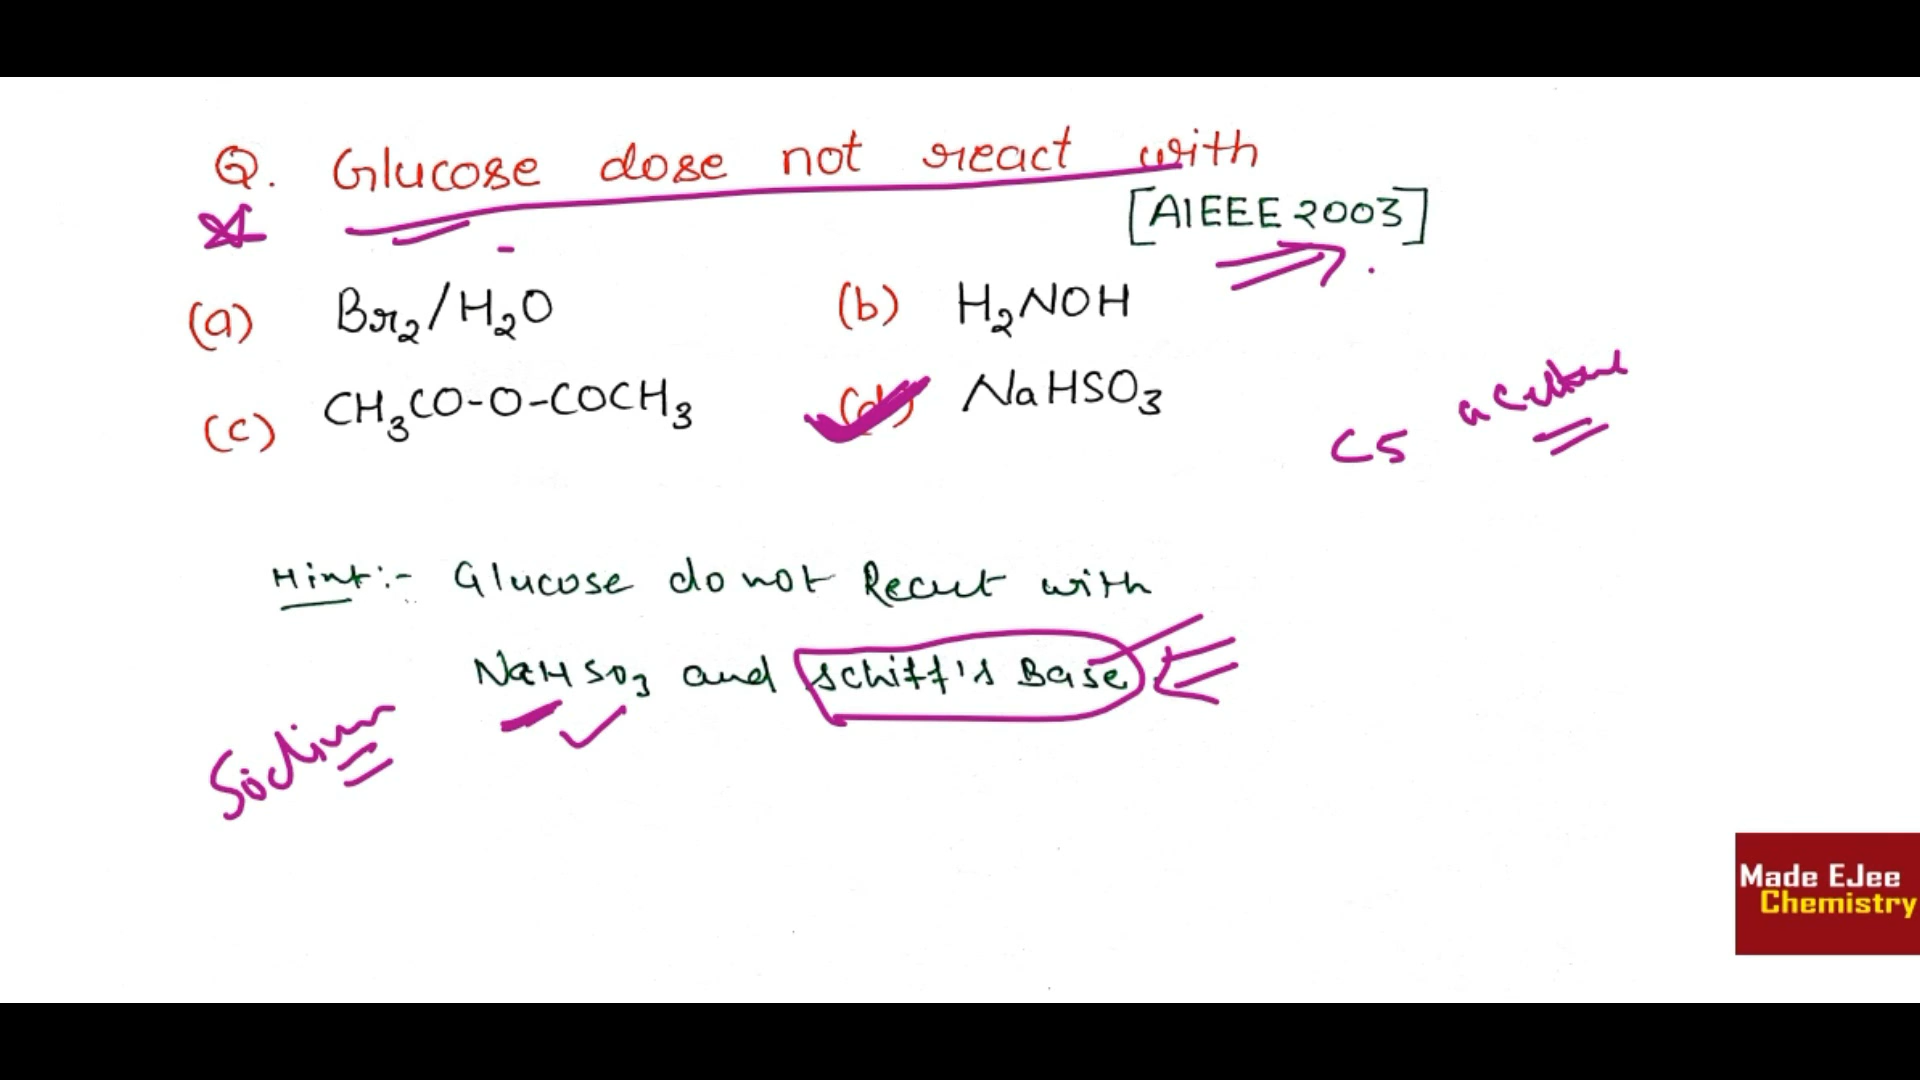 Q. Glucose dose not react with
[AIEEE 2003]
(a) Br₂/H₂O (b) H₂NOH
(c) CH₃CO-O-COCH₃ (d) NaHSO₃
C5
Hint:- Glucose do not React with
NaHSO₃ and schiff's Base
Sodium
Made EJee
Chemistry